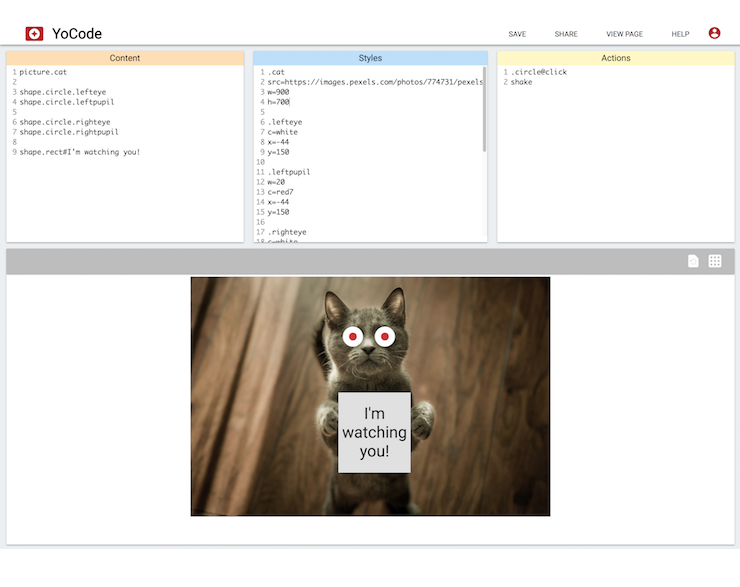 YoCode
SAVE SHARE VIEW PAGE HELP
Content
1 picture.cat
2
3 shape.circle.lefteye
4 shape.circle.leftpupil
5
6 shape.circle.righteye
7 shape.circle.rightpupil
8
9 shape.rect#I'm watching you!
Styles
1 .cat
2 src=https://images.pexels.com/photos/774731/pexels
3 w=900
4 h=700
5
6 .lefteye
7 c=white
8 x=-44
9 y=150
10
11 .leftpupil
12 w=20
13 c=red7
14 x=-44
15 y=150
16
17 .righteye
18 c=white
Actions
1 .circle@click
2 shake
I'm
watching
you!